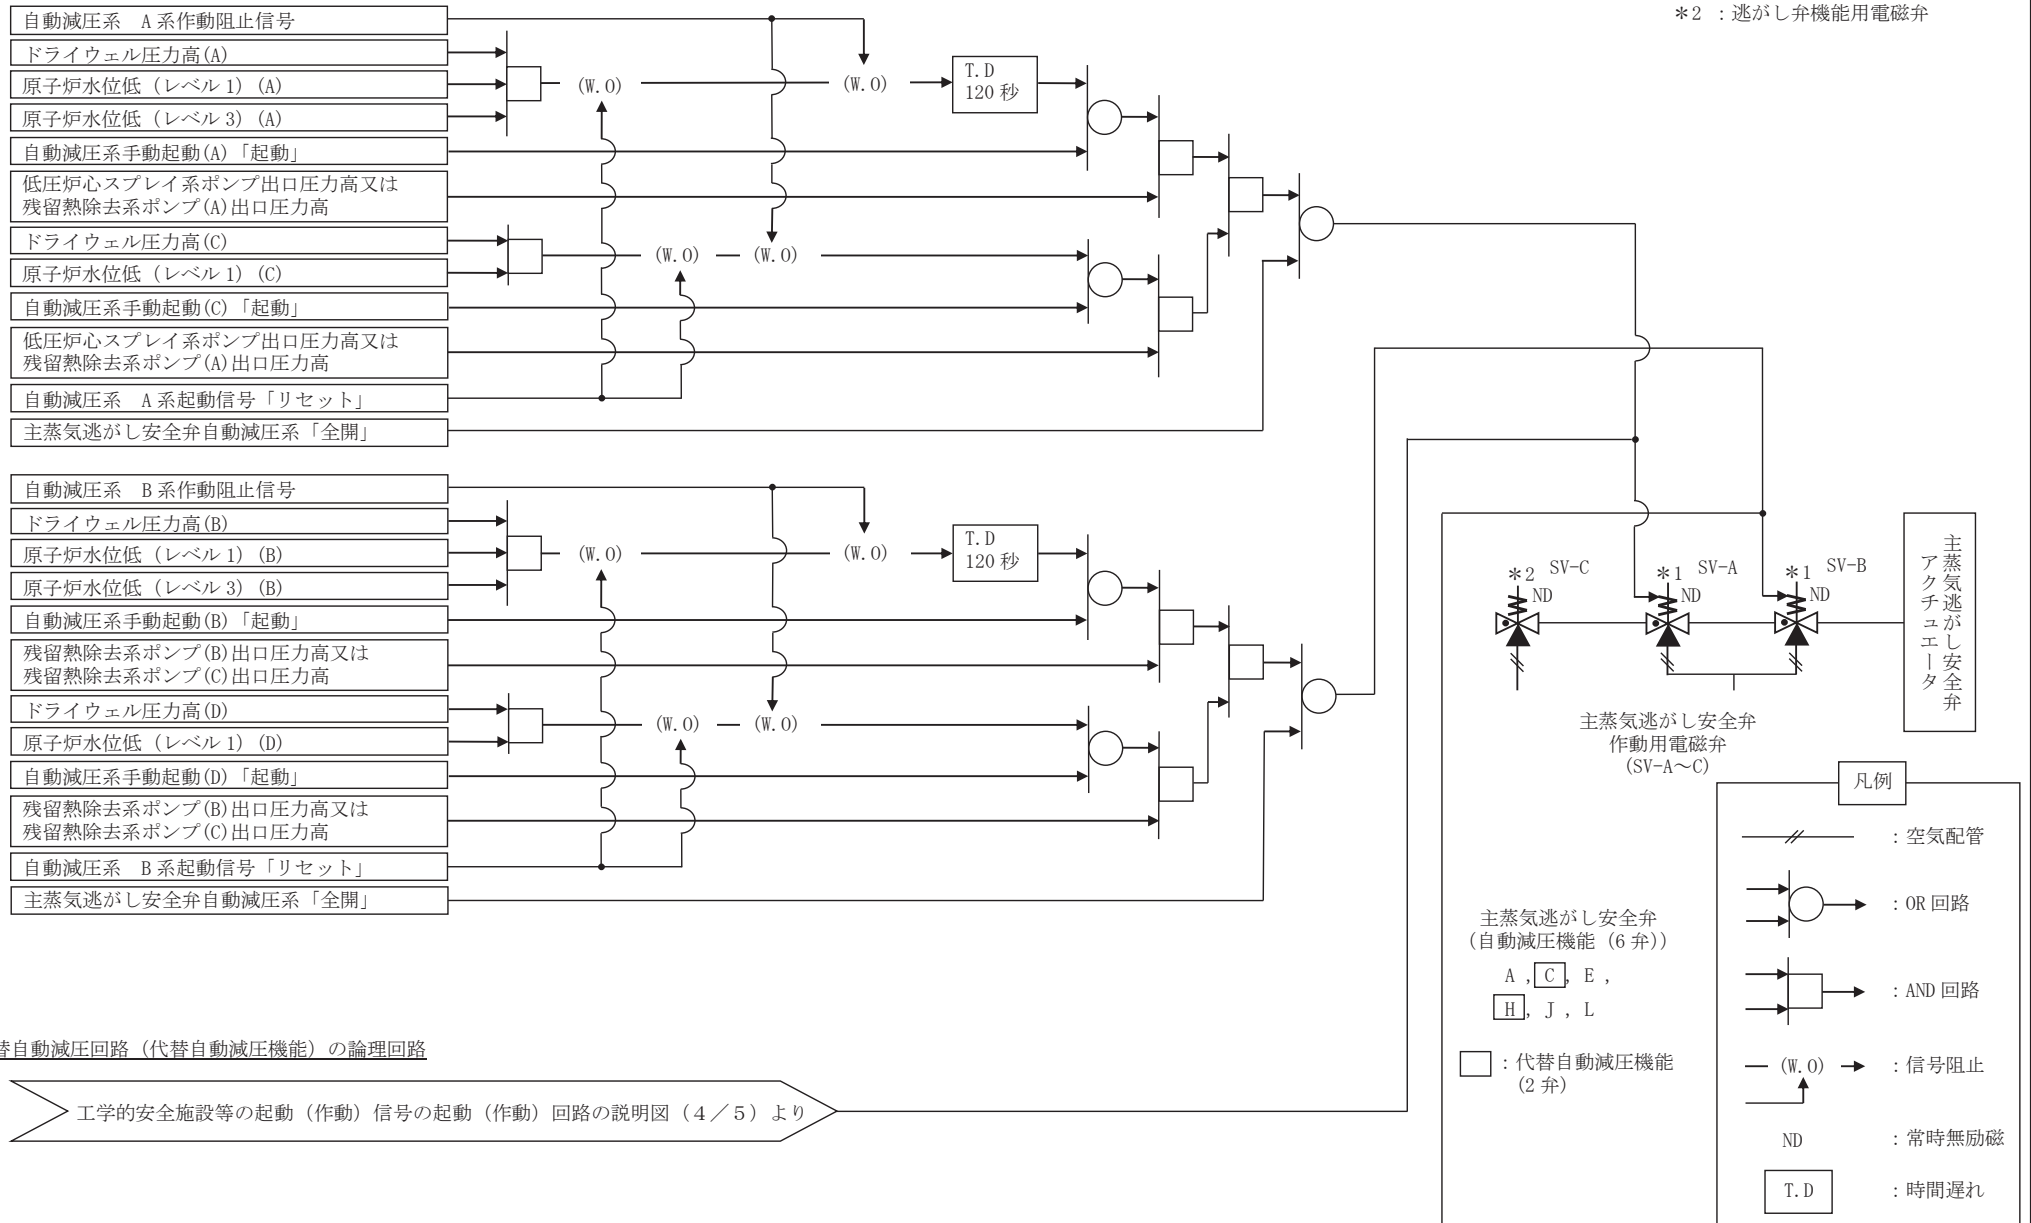 ＊2 ：逃がし弁機能用電磁弁
自動減圧系　A 系作動阻止信号
ドライウェル圧力高(A)
原子炉水位低（レベル 1）(A)
原子炉水位低（レベル 3）(A)
自動減圧系手動起動(A)「起動」
低圧炉心スプレイ系ポンプ出口圧力高又は
残留熱除去系ポンプ(A)出口圧力高
ドライウェル圧力高(C)
原子炉水位低（レベル 1）(C)
自動減圧系手動起動(C)「起動」
低圧炉心スプレイ系ポンプ出口圧力高又は
残留熱除去系ポンプ(A)出口圧力高
自動減圧系　A 系起動信号「リセット」
主蒸気逃がし安全弁自動減圧系「全開」
(W.O)
(W.O)
T.D
120 秒
(W.O)
(W.O)
自動減圧系　B 系作動阻止信号
ドライウェル圧力高(B)
原子炉水位低（レベル 1）(B)
原子炉水位低（レベル 3）(B)
自動減圧系手動起動(B)「起動」
残留熱除去系ポンプ(B)出口圧力高又は
残留熱除去系ポンプ(C)出口圧力高
ドライウェル圧力高(D)
原子炉水位低（レベル 1）(D)
自動減圧系手動起動(D)「起動」
残留熱除去系ポンプ(B)出口圧力高又は
残留熱除去系ポンプ(C)出口圧力高
自動減圧系　B 系起動信号「リセット」
主蒸気逃がし安全弁自動減圧系「全開」
(W.O)
(W.O)
T.D
120 秒
(W.O)
(W.O)
＊2 SV-C
ND
＊1 SV-A
ND
＊1 SV-B
ND
主蒸気逃がし安全弁
アクチュエータ
主蒸気逃がし安全弁
作動用電磁弁
(SV-A～C)
主蒸気逃がし安全弁
（自動減圧機能（6 弁））
A , C, E ,
H, J , L
：代替自動減圧機能
(2 弁)
凡例
：空気配管
：OR 回路
：AND 回路
(W.O) ：信号阻止
ND ：常時無励磁
T.D ：時間遅れ
替自動減圧回路（代替自動減圧機能）の論理回路
工学的安全施設等の起動（作動）信号の起動（作動）回路の説明図（４／５）より